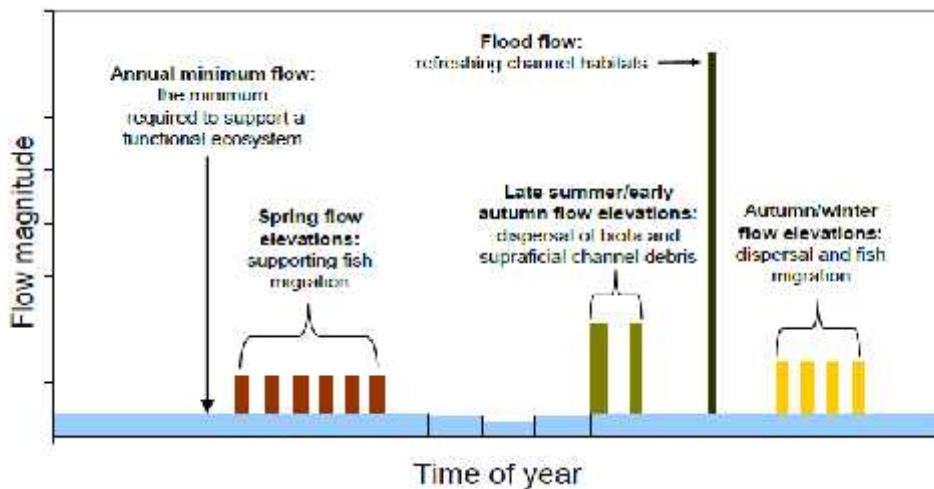 Flood flow:
refreshing channel habitats
Annual minimum flow:
the minimum
required to support a
functional ecosystem
Late summer/early
autumn flow elevations:
dispersal of biota and
supraficial channel debris
Autumn/winter
flow elevations:
dispersal and fish
migration
Spring flow
elevations:
supporting fish
migration
Flow magnitude
Time of year